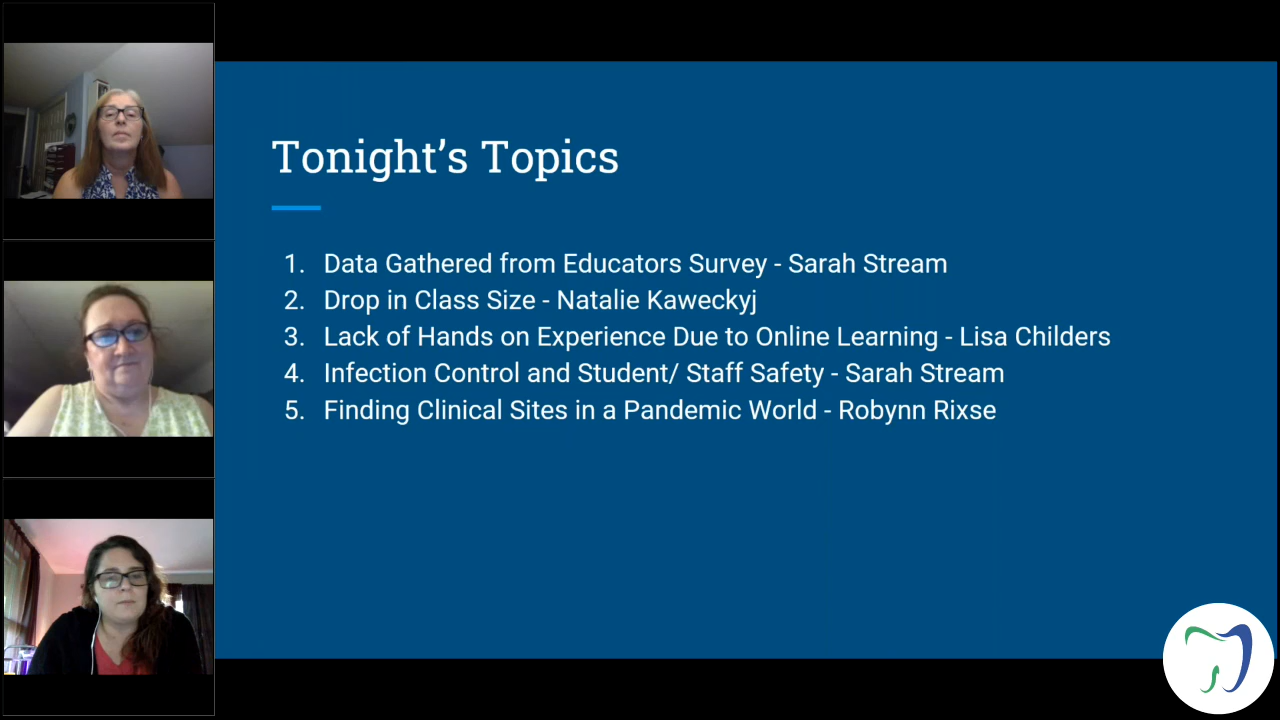 Tonight’s Topics
1. Data Gathered from Educators Survey - Sarah Stream
2. Drop in Class Size - Natalie Kaweckyj
3. Lack of Hands on Experience Due to Online Learning - Lisa Childers
4. Infection Control and Student/ Staff Safety - Sarah Stream
5. Finding Clinical Sites in a Pandemic World - Robynn Rixse